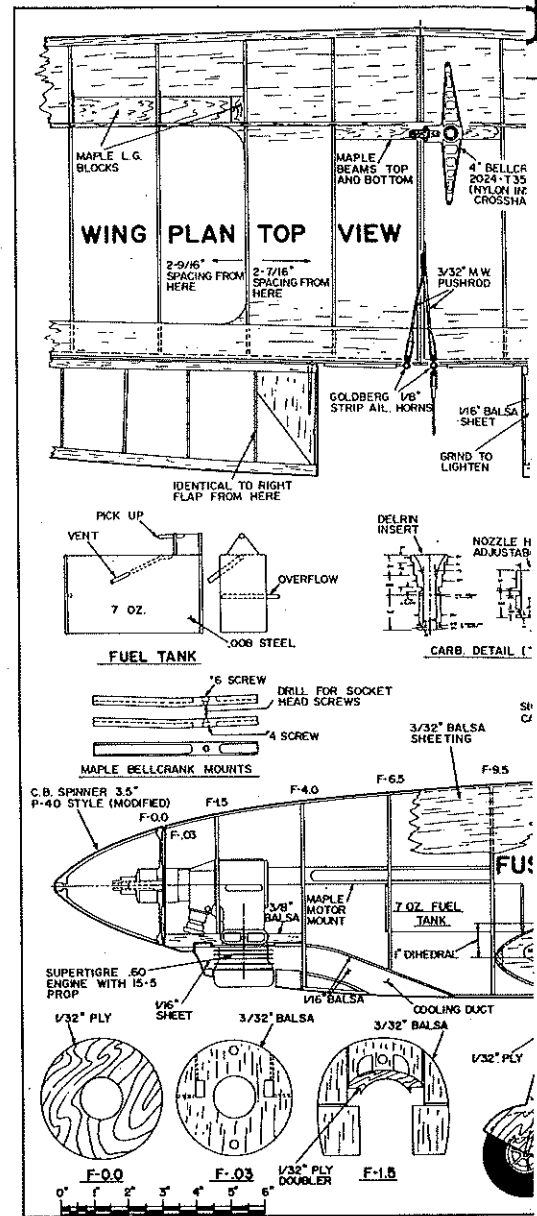 MAPLE L.G.
BLOCKS
MAPLE
BEAMS TOP
AND BOTTOM
4" BELLCR
2024-T35
(NYLON IN
CROSSHA
WING PLAN TOP VIEW
2-9/16"
SPACING FROM
HERE
2-7/16"
SPACING FROM
HERE
3/32" M.W.
PUSHROD
GOLDBERG 1/8"
STRIP AIL. HORNS
1/16" BALSA
SHEET
GRIND TO
LIGHTEN
IDENTICAL TO RIGHT
FLAP FROM HERE
PICK UP
VENT
7 OZ.
OVERFLOW
.008 STEEL
FUEL TANK
DELRIN
INSERT
NOZZLE H
ADJUSTAB
CARB. DETAIL (
6 SCREW
DRILL FOR SOCKET
HEAD SCREWS
4 SCREW
MAPLE BELLCRANK MOUNTS
3/32" BALSA
SHEETING
C.B. SPINNER 3.5"
P-40 STYLE (MODIFIED)
F-0.0
F-.03
F-1.5
F-4.0
F-6.5
F-9.5
FUS
3/8"
BALSA
MAPLE
MOTOR
MOUNT
7 OZ. FUEL
TANK
1" DIHEDRAL
SUPERTIGRE .60
ENGINE WITH 15-5
PROP
1/16"
SHEET
1/16" BALSA
COOLING DUCT
1/32" PLY
3/32" BALSA
3/32" BALSA
1/32" PLY
F-0.0
F-.03
1/32" PLY
DOUBLER
F-1.5
0" 1" 2" 3" 4" 5" 6"